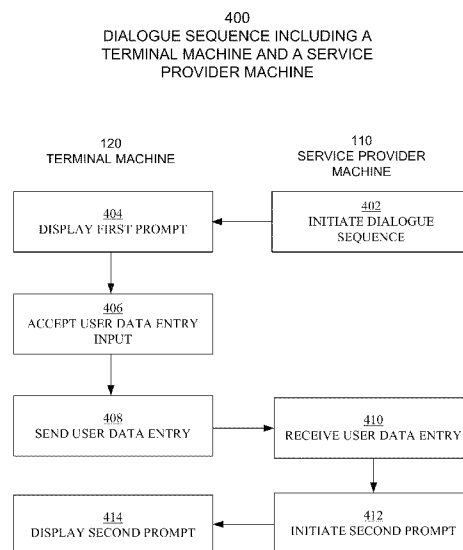 400
DIALOGUE SEQUENCE INCLUDING A
TERMINAL MACHINE AND A SERVICE
PROVIDER MACHINE
120
TERMINAL MACHINE
110
SERVICE PROVIDER
MACHINE
404
DISPLAY FIRST PROMPT
402
INITIATE DIALOGUE
SEQUENCE
406
ACCEPT USER DATA ENTRY
INPUT
408
SEND USER DATA ENTRY
410
RECEIVE USER DATA ENTRY
414
DISPLAY SECOND PROMPT
412
INITIATE SECOND PROMPT